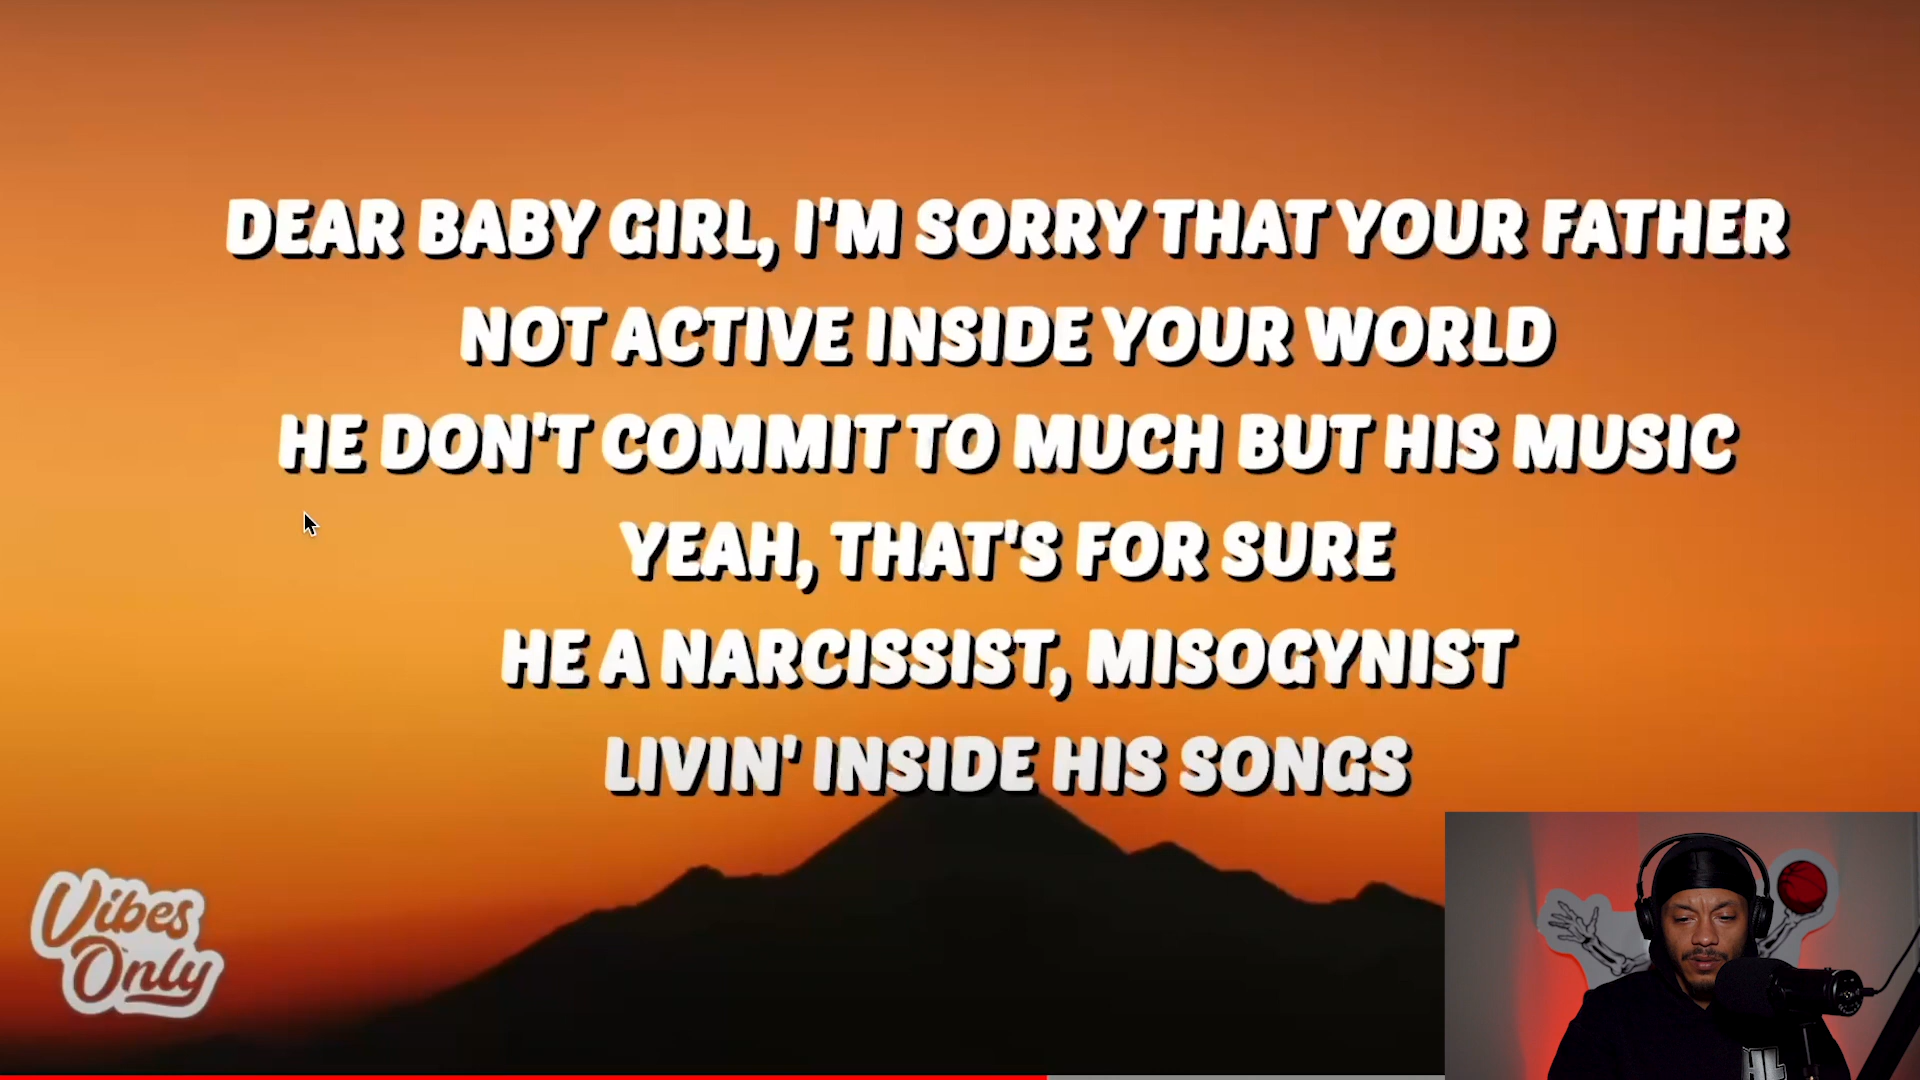 DEAR BABY GIRL, I'M SORRY THAT YOUR FATHER
NOT ACTIVE INSIDE YOUR WORLD
HE DON'T COMMIT TO MUCH BUT HIS MUSIC
YEAH, THAT'S FOR SURE
HE A NARCISSIST, MISOGYNIST
LIVIN' INSIDE HIS SONGS
Vibes
Only